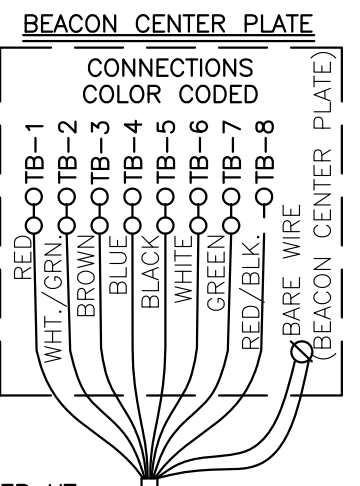 BEACON CENTER PLATE
CONNECTIONS
COLOR CODED
TB-1
TB-2
TB-3
TB-4
TB-5
TB-6
TB-7
TB-8
RED
WHT./GRN.
BROWN
BLUE
BLACK
WHITE
GREEN
RED/BLK.
BARE WIRE
(BEACON CENTER PLATE)